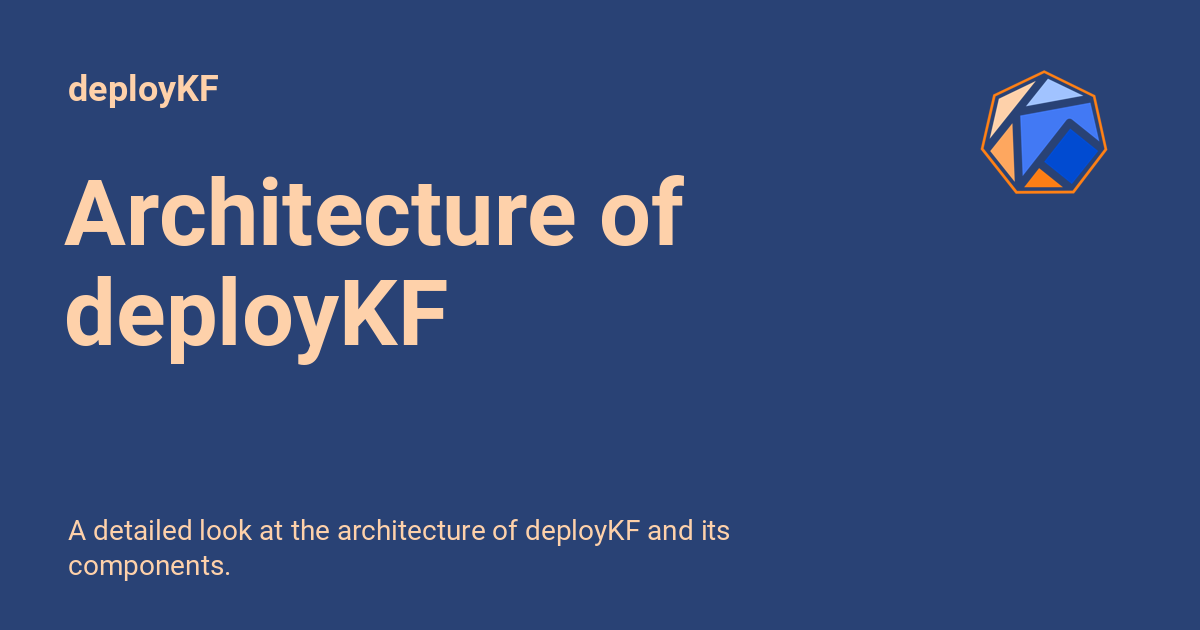 deployKF
Architecture of
deployKF
A detailed look at the architecture of deployKF and its
components.